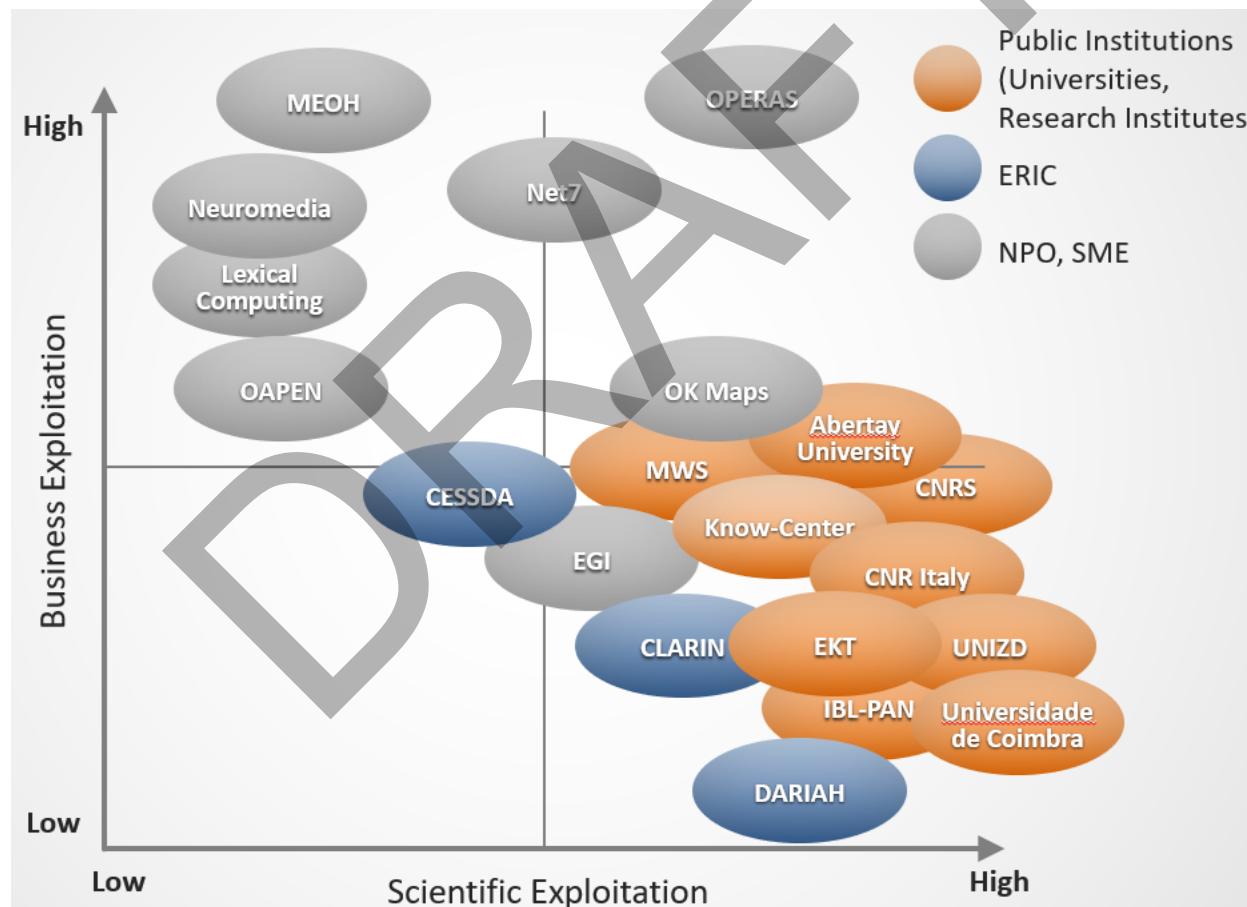 High
Business Exploitation
Low
Low
Scientific Exploitation
High
MEOH
OPERAS
Neuromedia
Net7
Lexical
Computing
OAPEN
OK Maps
Abertay
University
MWS
CNRS
CESSDA
Know-Center
EGI
CNR Italy
CLARIN
EKT
UNIZD
IBL-PAN
Universidade
de Coimbra
DARIAH
Public Institutions
(Universities,
Research Institutes
ERIC
NPO, SME
DRAFT